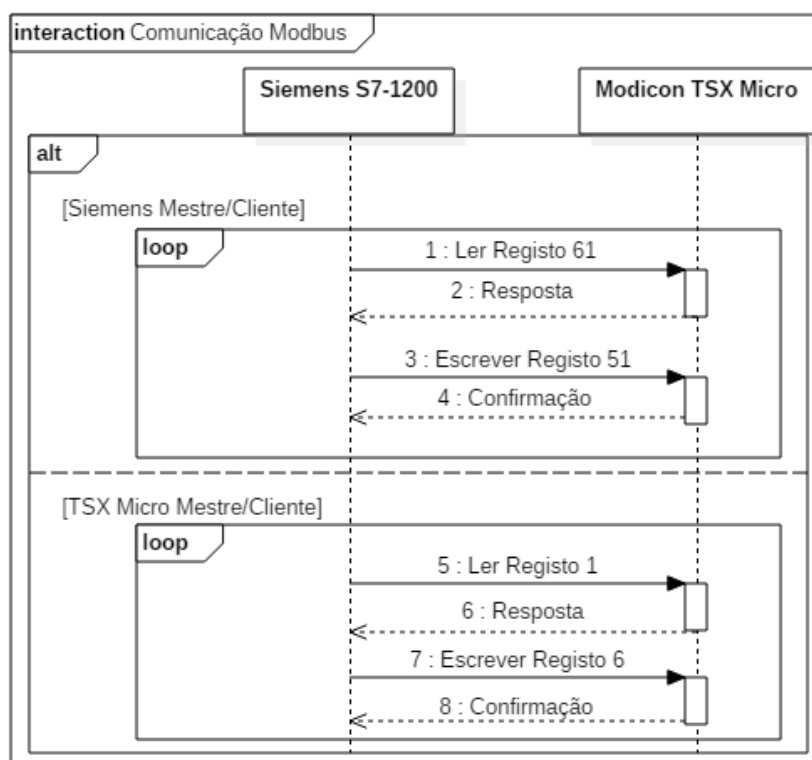 interaction Comunicação Modbus
Siemens S7-1200
Modicon TSX Micro
alt
[Siemens Mestre/Cliente]
loop
1 : Ler Registo 61
2 : Resposta
3 : Escrever Registo 51
4 : Confirmação
[TSX Micro Mestre/Cliente]
loop
5 : Ler Registo 1
6 : Resposta
7 : Escrever Registo 6
8 : Confirmação